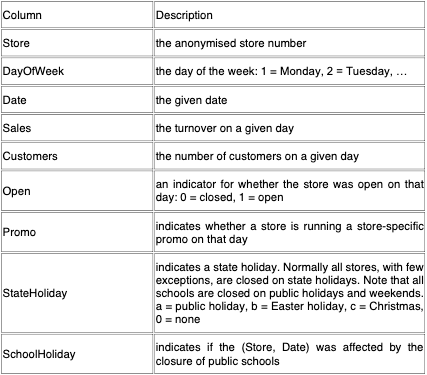 Column Description
Store the anonymised store number
DayOfWeek the day of the week: 1 = Monday, 2 = Tuesday, …
Date the given date
Sales the turnover on a given day
Customers the number of customers on a given day
Open an indicator for whether the store was open on that
day: 0 = closed, 1 = open
Promo indicates whether a store is running a store-specific
promo on that day
StateHoliday indicates a state holiday. Normally all stores, with few
exceptions, are closed on state holidays. Note that all
schools are closed on public holidays and weekends.
a = public holiday, b = Easter holiday, c = Christmas,
0 = none
SchoolHoliday indicates if the (Store, Date) was affected by the
closure of public schools